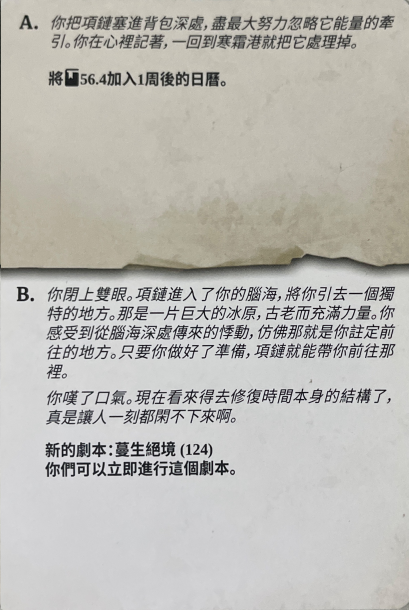 A. 你把項鏈塞進背包深處,盡最大努力忽略它能量的牽
引。你在心裡記著,一回到寒霜港就把它處理掉。
將56.4加入1周後的日曆。
B. 你閉上雙眼。項鏈進入了你的腦海,將你引去一個獨
特的地方。那是一片巨大的冰原,古老而充滿力量。你
感受到從腦海深處傳來的悸動,仿佛那就是你註定前
往的地方。只要你做好了準備,項鏈就能帶你前往那
裡。
你嘆了口氣。現在看來得去修復時間本身的結構了,
真是讓人一刻都閑不下來啊。
新的劇本:蔓生絕境 (124)
你們可以立即進行這個劇本。